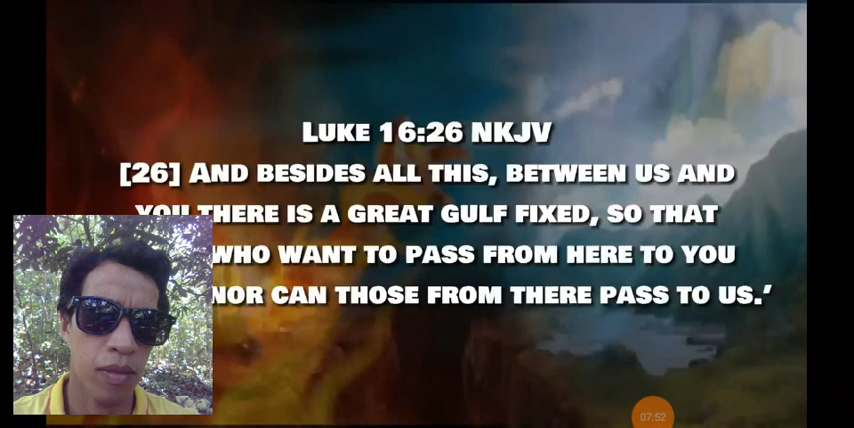 Luke 16:26 NKJV
[26] And besides all this, between us and
you there is a great gulf fixed, so that
who want to pass from here to you
nor can those from there pass to us.’
07:52